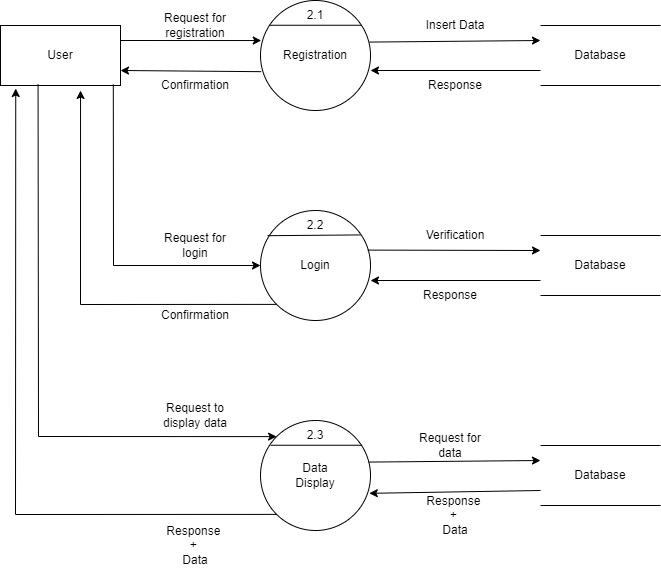 Request for
registration
2.1
Insert Data
User
Registration
Database
Confirmation
Response
Request for
login
2.2
Verification
Login
Database
Confirmation
Response
Request to
display data
2.3
Request for
data
Data
Display
Database
Response
+
Data
Response
+
Data